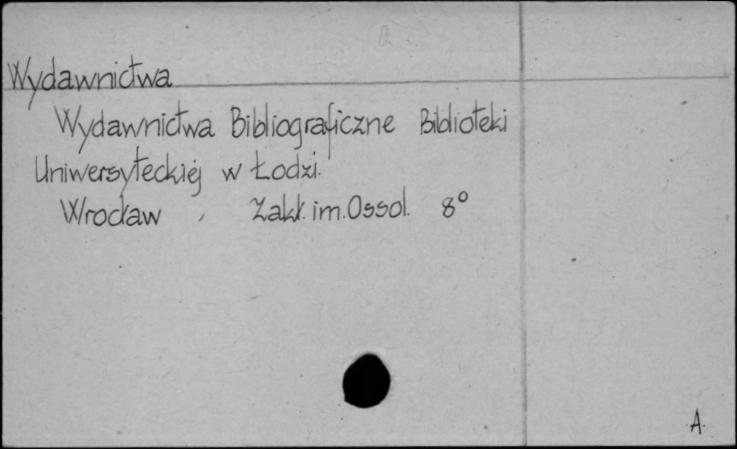 Wydawnictwa
Wydawnictwa Bibliograficzne Biblioteki
Uniwersyteckiej w Łodzi.
Wrocław , Zakł. im. Ossol. 8°
A.